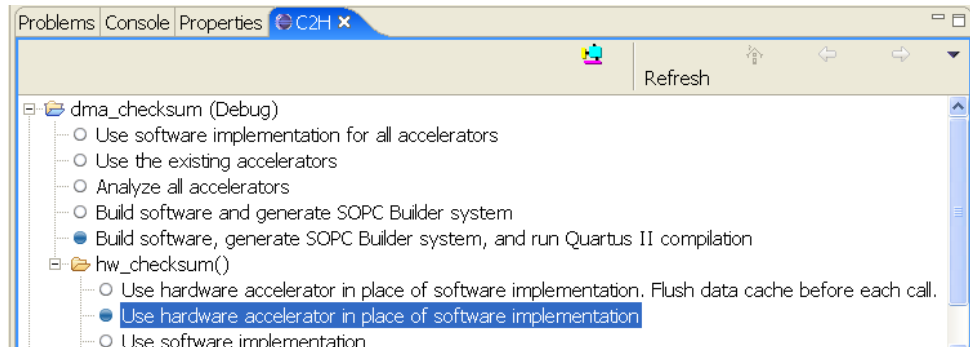 Problems Console Properties C2H
Refresh
dma_checksum (Debug)
Use software implementation for all accelerators
Use the existing accelerators
Analyze all accelerators
Build software and generate SOPC Builder system
Build software, generate SOPC Builder system, and run Quartus II compilation
hw_checksum()
Use hardware accelerator in place of software implementation. Flush data cache before each call.
Use hardware accelerator in place of software implementation
Use software implementation